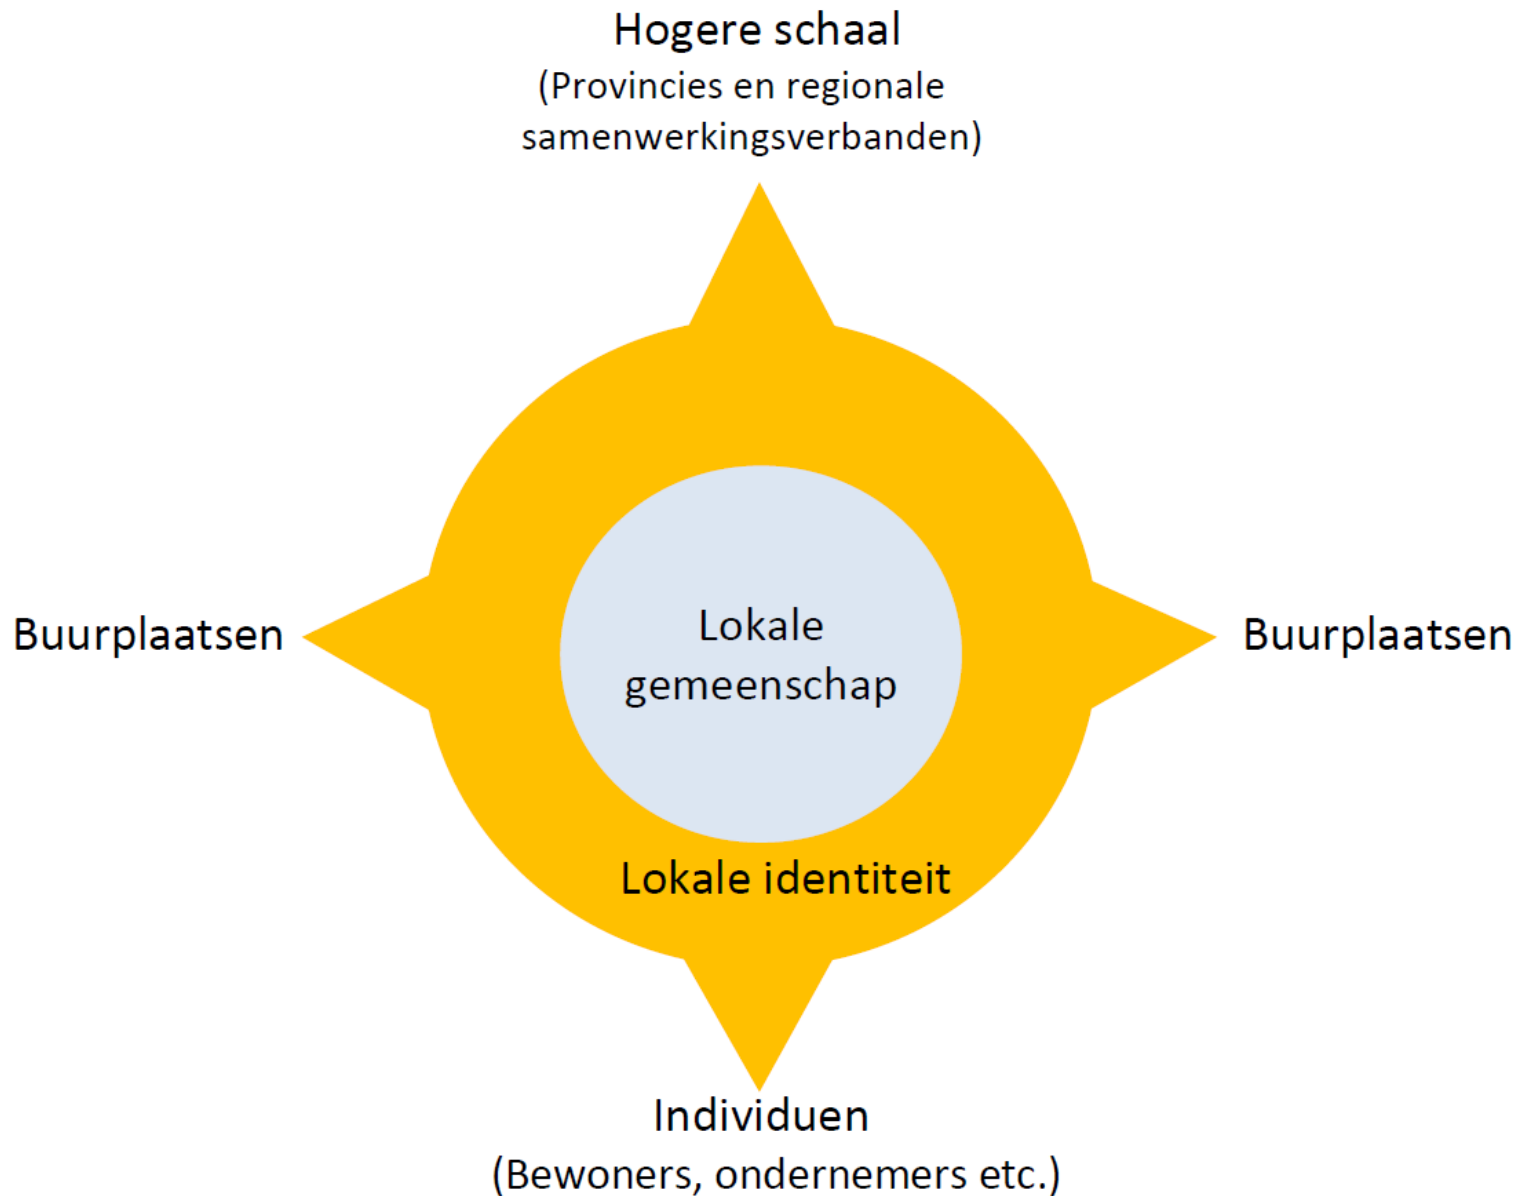 Hogere schaal
(Provincies en regionale
samenwerkingsverbanden)
Buurplaatsen
Lokale
gemeenschap
Buurplaatsen
Lokale identiteit
Individuen
(Bewoners, ondernemers etc.)